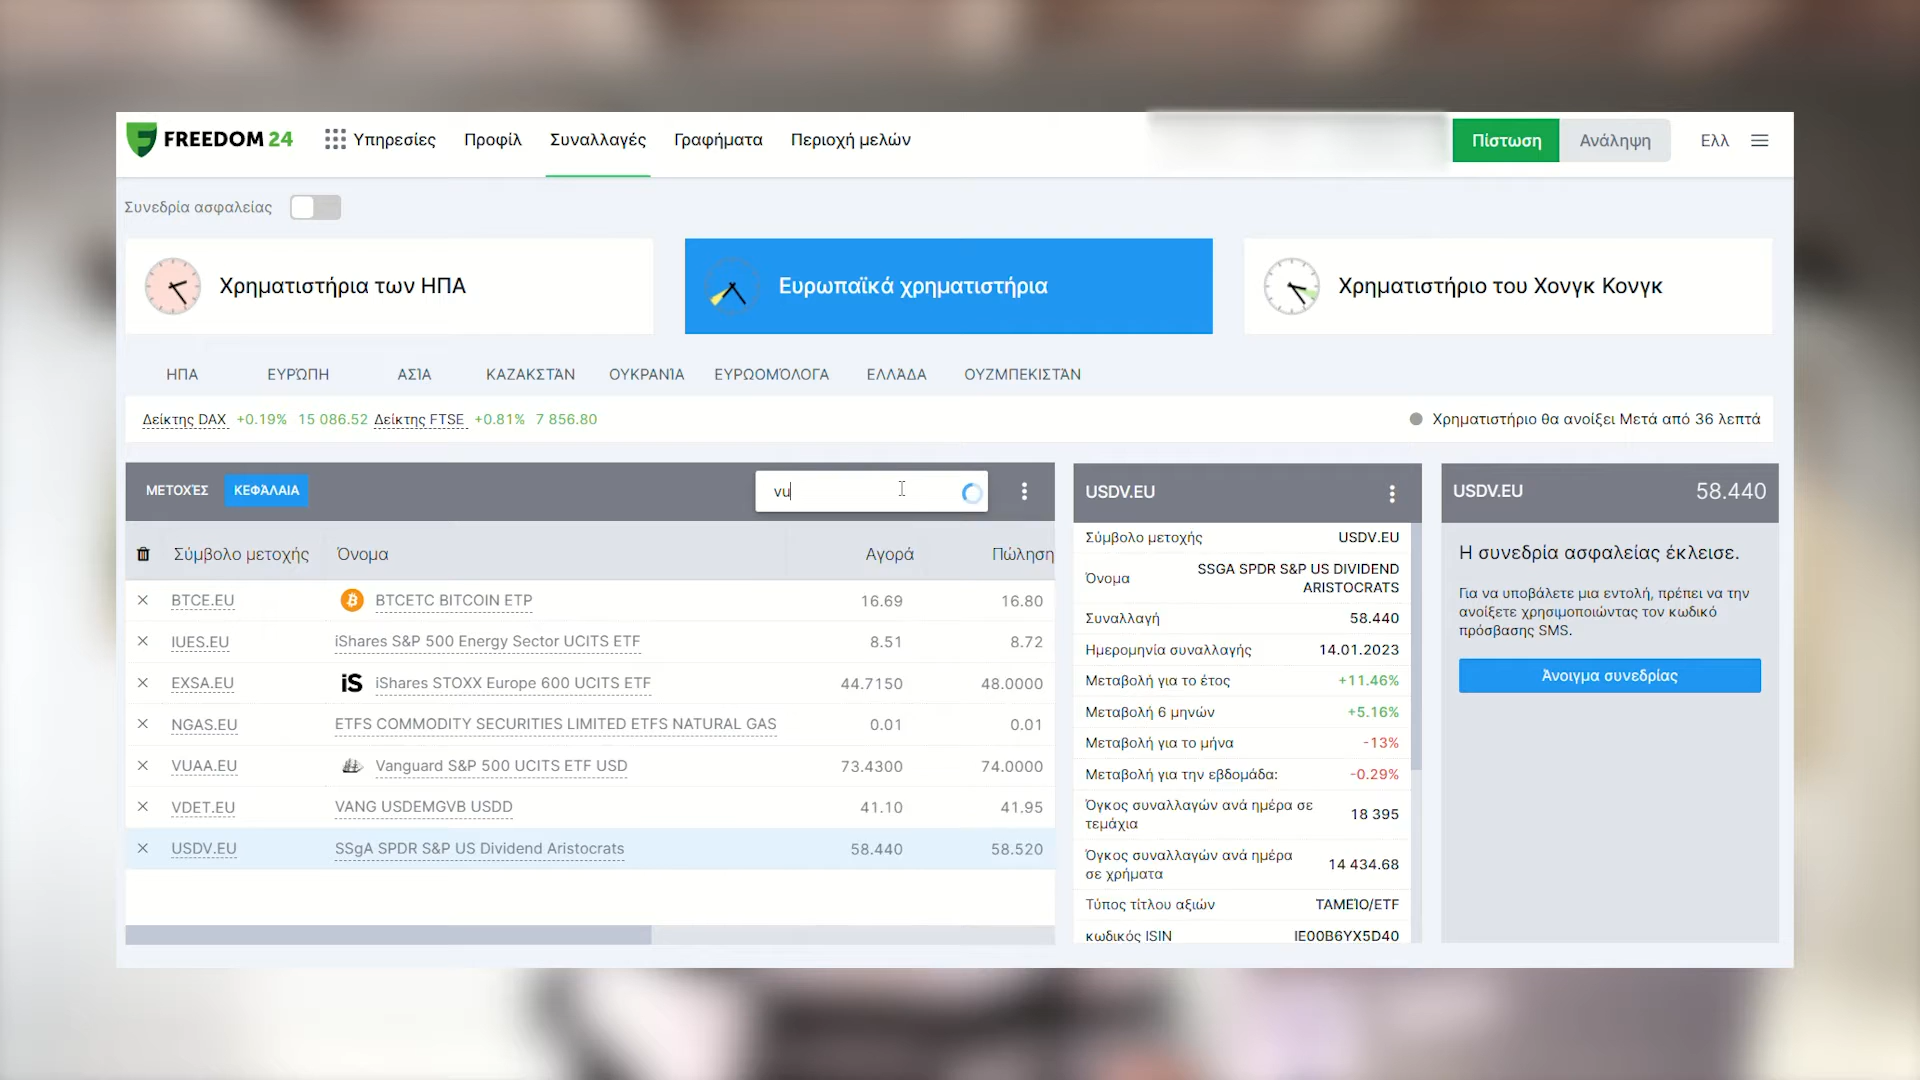 FREEDOM 24
Υπηρεσίες
Προφίλ
Συναλλαγές
Γραφήματα
Περιοχή μελών
Πίστωση
Ανάληψη
Ελλ
Συνεδρία ασφαλείας
Χρηματιστήρια των ΗΠΑ
Ευρωπαϊκά χρηματιστήρια
Χρηματιστήριο του Χονγκ Κονγκ
ΗΠΑ
ΕΥΡΏΠΗ
ΑΣΊΑ
ΚΑΖΑΚΣΤΆΝ
ΟΥΚΡΑΝΊΑ
ΕΥΡΩΟΜΌΛΟΓΑ
ΕΛΛΆΔΑ
ΟΥΖΜΠΕΚΙΣΤΆΝ
Δείκτης DAX +0.19% 15 086.52 Δείκτης FTSE +0.81% 7 856.80
Χρηματιστήριο θα ανοίξει Μετά από 36 λεπτά
ΜΕΤΟΧΈΣ
ΚΕΦΆΛΑΙΑ
vu
Σύμβολο μετοχής Όνομα Αγορά Πώληση
BTCE.EU BTCETC BITCOIN ETP 16.69 16.80
IUES.EU iShares S&P 500 Energy Sector UCITS ETF 8.51 8.72
EXSA.EU iS iShares STOXX Europe 600 UCITS ETF 44.7150 48.0000
NGAS.EU ETFS COMMODITY SECURITIES LIMITED ETFS NATURAL GAS 0.01 0.01
VUAA.EU Vanguard S&P 500 UCITS ETF USD 73.4300 74.0000
VDET.EU VANG USDEMGVB USDD 41.10 41.95
USDV.EU SSgA SPDR S&P US Dividend Aristocrats 58.440 58.520
USDV.EU
Σύμβολο μετοχής USDV.EU
Όνομα SSGA SPDR S&P US DIVIDEND
ARISTOCRATS
Συναλλαγή 58.440
Ημερομηνία συναλλαγής 14.01.2023
Μεταβολή για το έτος +11.46%
Μεταβολή 6 μηνών +5.16%
Μεταβολή για το μήνα -13%
Μεταβολή για την εβδομάδα: -0.29%
Όγκος συναλλαγών ανά ημέρα σε
τεμάχια 18 395
Όγκος συναλλαγών ανά ημέρα
σε χρήματα 14 434.68
Τύπος τίτλου αξιών ΤΑΜΕΊΟ/ETF
κωδικός ISIN IE00B6YX5D40
USDV.EU 58.440
Η συνεδρία ασφαλείας έκλεισε.
Για να υποβάλετε μια εντολή, πρέπει να την
ανοίξετε χρησιμοποιώντας τον κωδικό
πρόσβασης SMS.
Άνοιγμα συνεδρίας